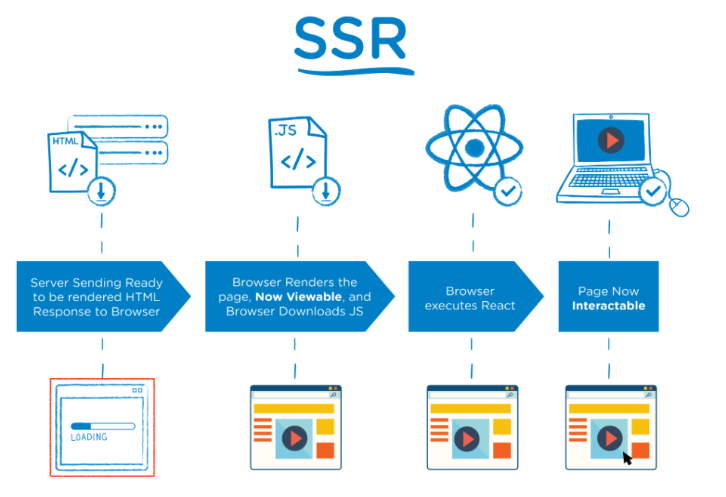 SSR
HTML
</>
.JS
</>
Server Sending Ready
to be rendered HTML
Response to Browser
Browser Renders the
page, Now Viewable, and
Browser Downloads JS
Browser
executes React
Page Now
Interactable
LOADING